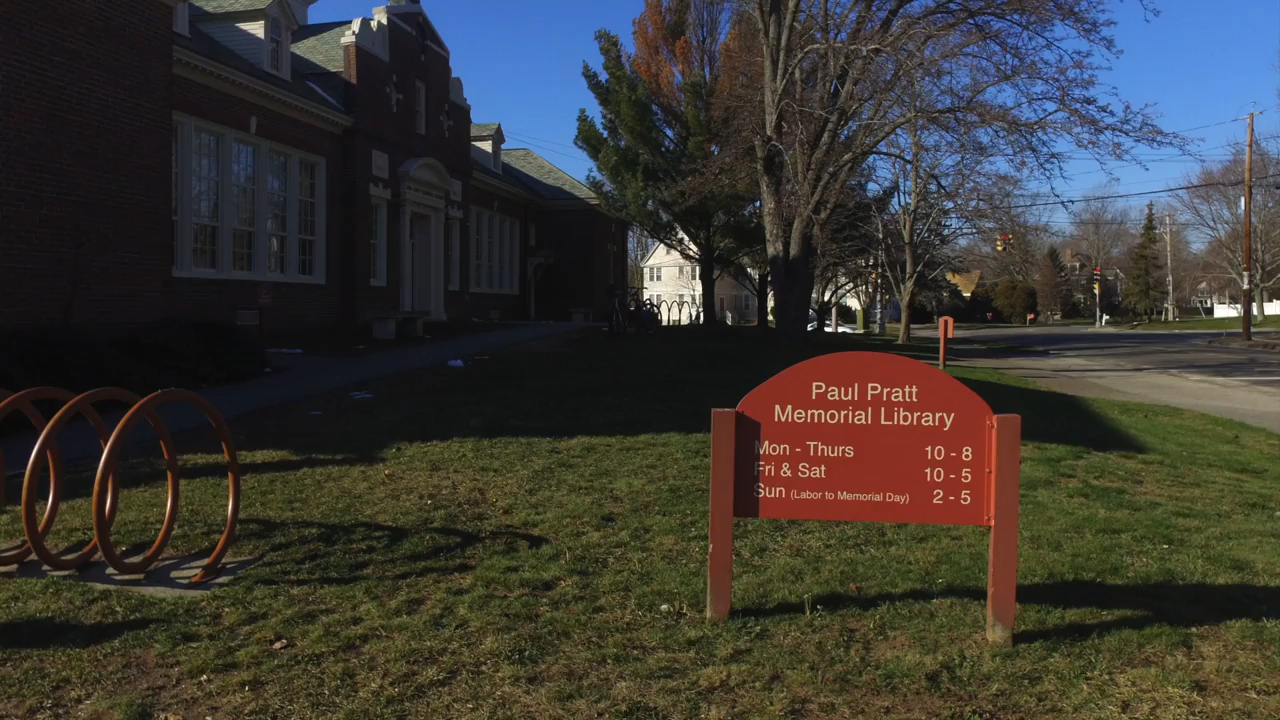 Paul Pratt
Memorial Library
Mon - Thurs 10 - 8
Fri & Sat 10 - 5
Sun (Labor to Memorial Day) 2 - 5